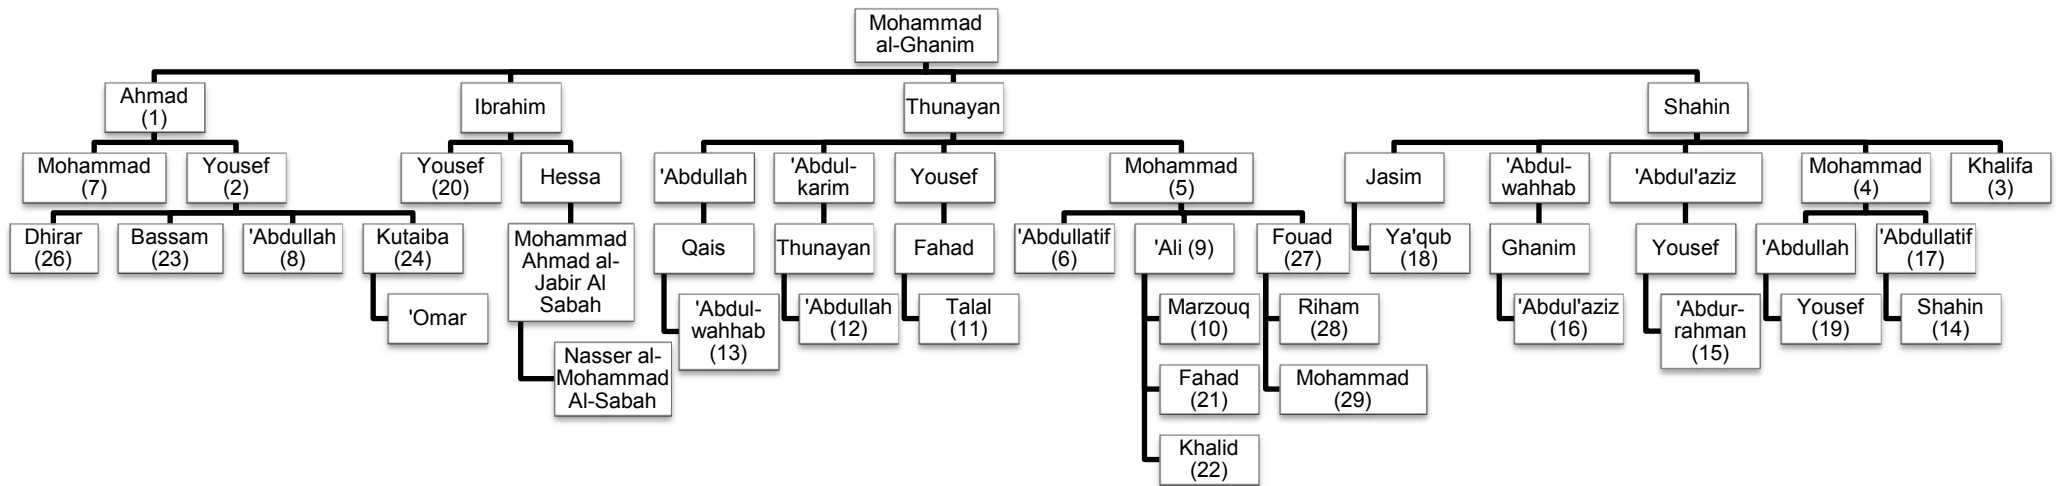 Mohammad
al-Ghanim
Ahmad
(1)
Ibrahim
Thunayan
Shahin
Mohammad
(7)
Yousef
(2)
Yousef
(20)
Hessa
'Abdullah
'Abdul-
karim
Yousef
Mohammad
(5)
Jasim
'Abdul-
wahhab
'Abdul'aziz
Mohammad
(4)
Khalifa
(3)
Dhirar
(26)
Bassam
(23)
'Abdullah
(8)
Kutaiba
(24)
Mohammad
Ahmad al-
Jabir Al
Sabah
Qais
Thunayan
Fahad
'Abdullatif
(6)
'Ali (9)
Fouad
(27)
Ya'qub
(18)
Ghanim
Yousef
'Abdullah
'Abdullatif
(17)
'Omar
'Abdul-
wahhab
(13)
'Abdullah
(12)
Talal
(11)
Marzouq
(10)
Riham
(28)
'Abdul'aziz
(16)
'Abdur-
rahman
(15)
Yousef
(19)
Shahin
(14)
Nasser al-
Mohammad
Al-Sabah
Fahad
(21)
Mohammad
(29)
Khalid
(22)